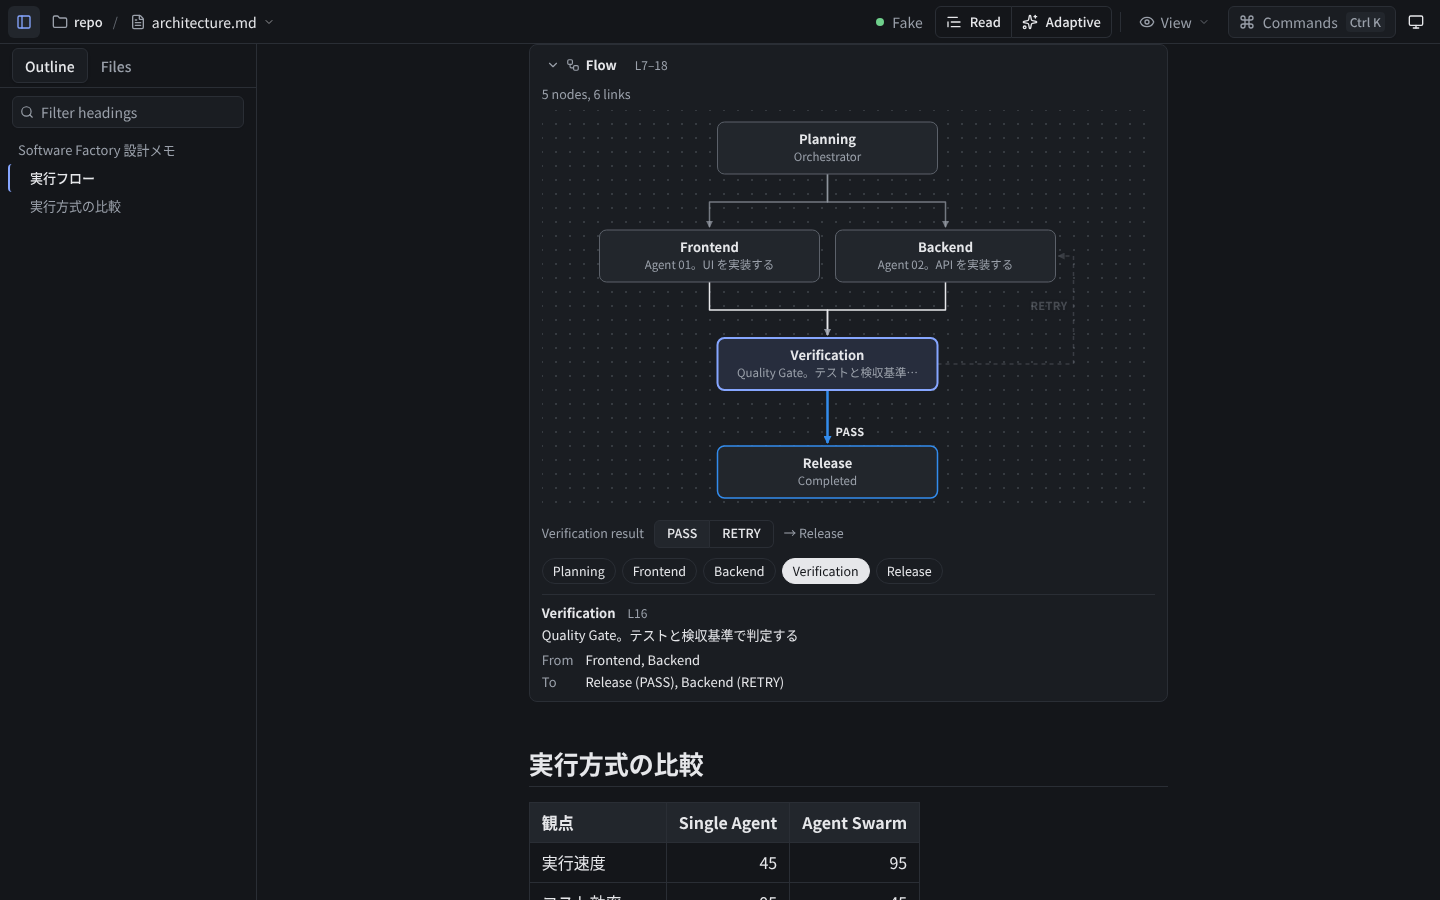 repo / architecture.md
Fake
Read
Adaptive
View
Commands Ctrl K
Outline
Files
Filter headings
Software Factory 設計メモ
実行フロー
実行方式の比較
Flow L7–18
5 nodes, 6 links
Planning
Orchestrator
Frontend
Agent 01。UI を実装する
Backend
Agent 02。API を実装する
RETRY
Verification
Quality Gate。テストと検収基準…
PASS
Release
Completed
Verification result PASS RETRY → Release
Planning Frontend Backend Verification Release
Verification L16
Quality Gate。テストと検収基準で判定する
From Frontend, Backend
To Release (PASS), Backend (RETRY)
実行方式の比較
観点 Single Agent Agent Swarm
実行速度 45 95